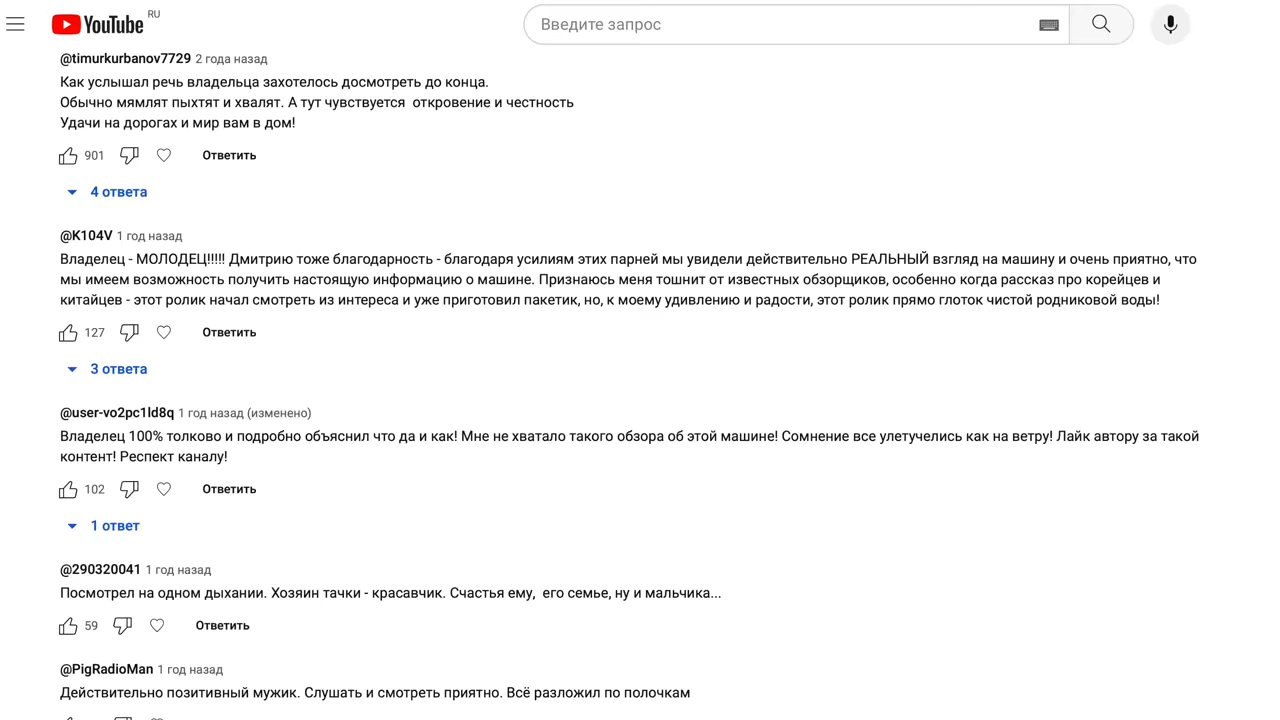 YouTube RU
Введите запрос
@timurkurbanov7729 2 года назад
Как услышал речь владельца захотелось досмотреть до конца.
Обычно мямлят пыхтят и хвалят. А тут чувствуется  откровение и честность
Удачи на дорогах и мир вам в дом!
901 Ответить
4 ответа
@K104V 1 год назад
Владелец - МОЛОДЕЦ!!!!! Дмитрию тоже благодарность - благодаря усилиям этих парней мы увидели действительно РЕАЛЬНЫЙ взгляд на машину и очень приятно, что
мы имеем возможность получить настоящую информацию о машине. Признаюсь меня тошнит от известных обзорщиков, особенно когда рассказ про корейцев и
китайцев - этот ролик начал смотреть из интереса и уже приготовил пакетик, но, к моему удивлению и радости, этот ролик прямо глоток чистой родниковой воды!
127 Ответить
3 ответа
@user-vo2pc1ld8q 1 год назад (изменено)
Владелец 100% толково и подробно объяснил что да и как! Мне не хватало такого обзора об этой машине! Сомнение все улетучелись как на ветру! Лайк автору за такой
контент! Респект каналу!
102 Ответить
1 ответ
@290320041 1 год назад
Посмотрел на одном дыхании. Хозяин тачки - красавчик. Счастья ему,  его семье, ну и мальчика...
59 Ответить
@PigRadioMan 1 год назад
Действительно позитивный мужик. Слушать и смотреть приятно. Всё разложил по полочкам